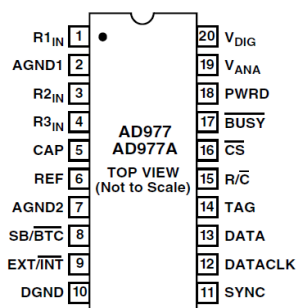 R1IN 1
AGND1 2
R2IN 3
R3IN 4
CAP 5
REF 6
AGND2 7
SB/BTC 8
EXT/INT 9
DGND 10
AD977
AD977A
TOP VIEW
(Not to Scale)
20 VDIG
19 VANA
18 PWRD
17 BUSY
16 CS
15 R/C
14 TAG
13 DATA
12 DATACLK
11 SYNC